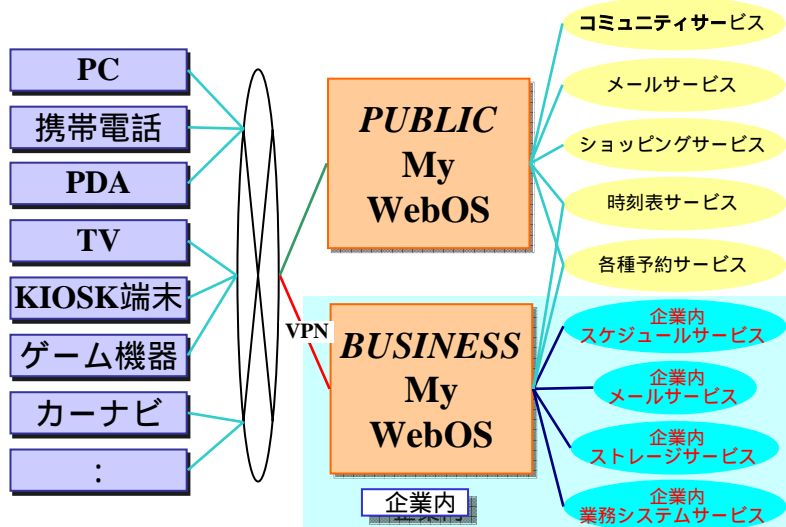 PC
携帯電話
PDA
TV
KIOSK端末
ゲーム機器
カーナビ
:
VPN
PUBLIC
My
WebOS
BUSINESS
My
WebOS
企業内
コミュニティサービス
メールサービス
ショッピングサービス
時刻表サービス
各種予約サービス
企業内
スケジュールサービス
企業内
メールサービス
企業内
ストレージサービス
企業内
業務システムサービス